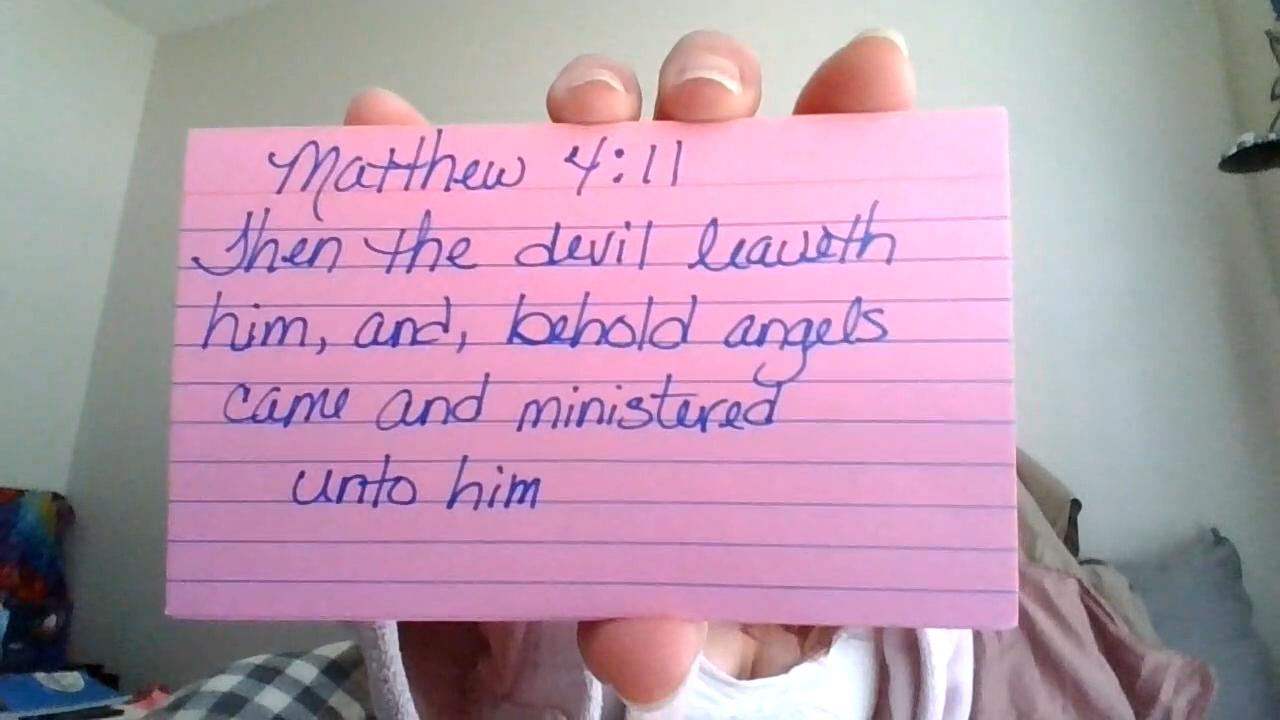 Matthew 4:11
Then the devil leaveth
him, and, behold angels
came and ministered
unto him